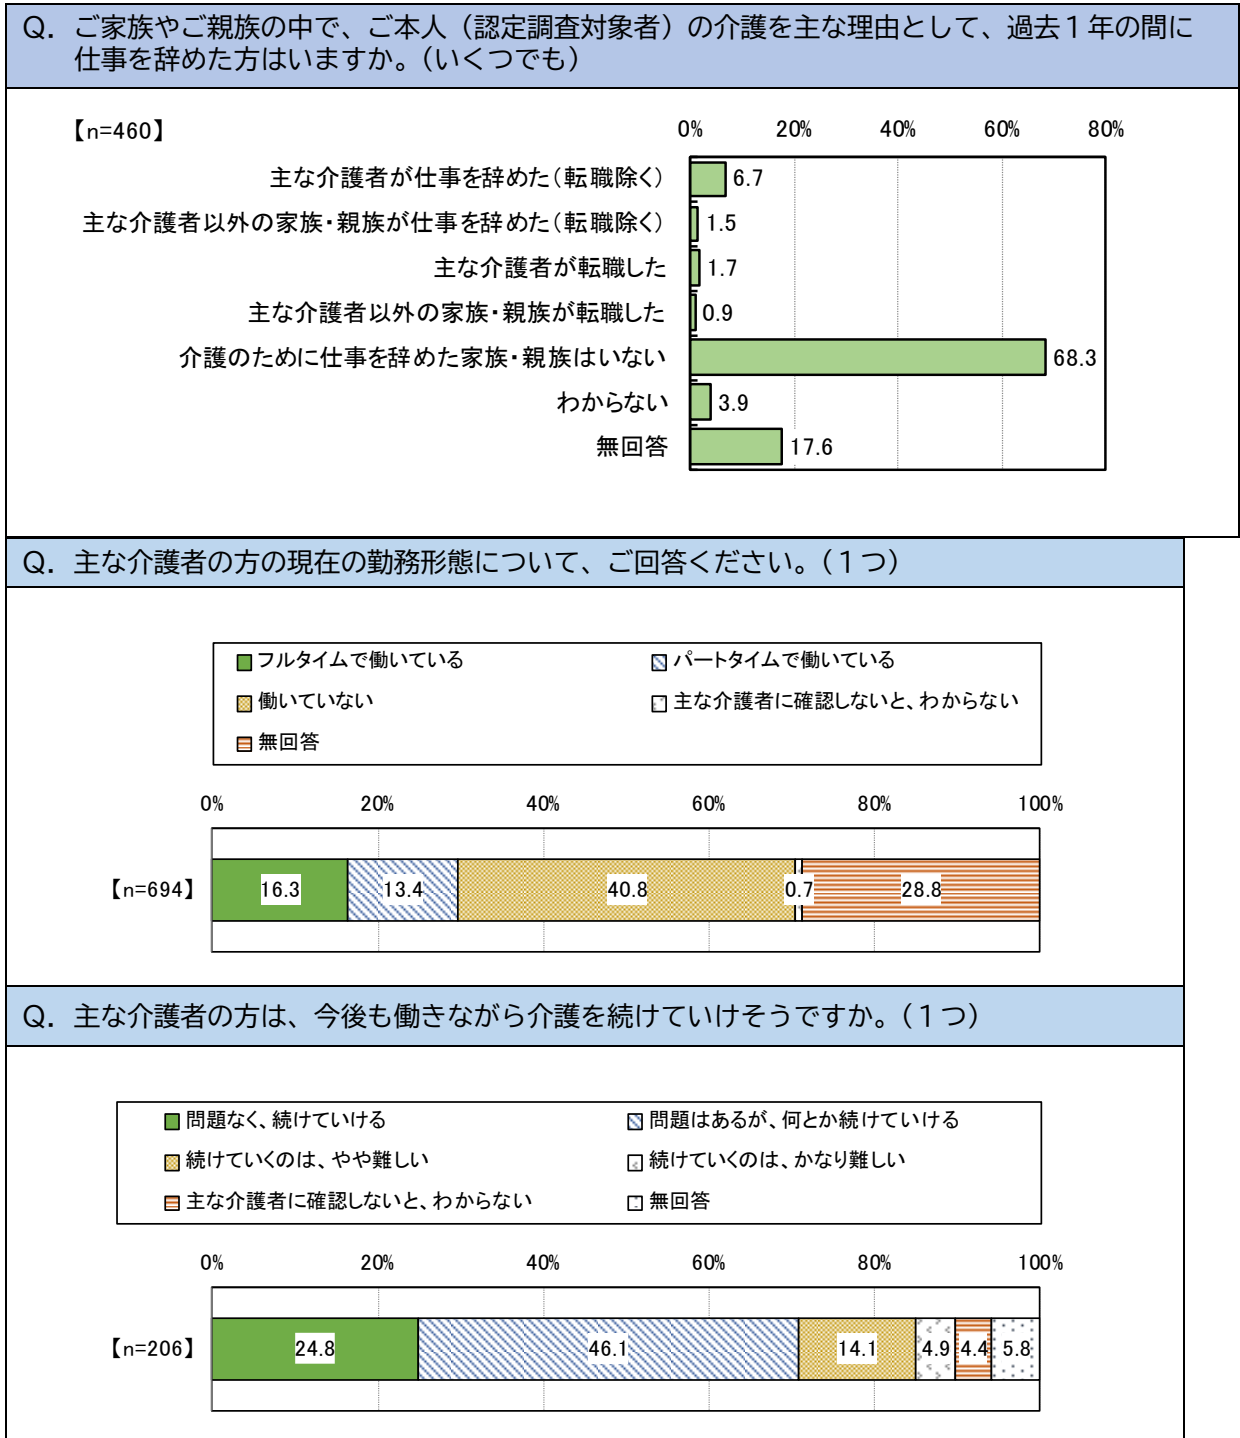 Q．ご家族やご親族の中で、ご本人（認定調査対象者）の介護を主な理由として、過去１年の間に
仕事を辞めた方はいますか。（いくつでも）
【n=460】
0% 20% 40% 60% 80%
主な介護者が仕事を辞めた（転職除く） 6.7
主な介護者以外の家族・親族が仕事を辞めた（転職除く） 1.5
主な介護者が転職した 1.7
主な介護者以外の家族・親族が転職した 0.9
介護のために仕事を辞めた家族・親族はいない 68.3
わからない 3.9
無回答 17.6
Q．主な介護者の方の現在の勤務形態について、ご回答ください。（１つ）
フルタイムで働いている パートタイムで働いている
働いていない 主な介護者に確認しないと、わからない
無回答
0% 20% 40% 60% 80% 100%
【n=694】 16.3 13.4 40.8 0.7 28.8
Q．主な介護者の方は、今後も働きながら介護を続けていけそうですか。（１つ）
問題なく、続けていける 問題はあるが、何とか続けていける
続けていくのは、やや難しい 続けていくのは、かなり難しい
主な介護者に確認しないと、わからない 無回答
0% 20% 40% 60% 80% 100%
【n=206】 24.8 46.1 14.1 4.9 4.4 5.8